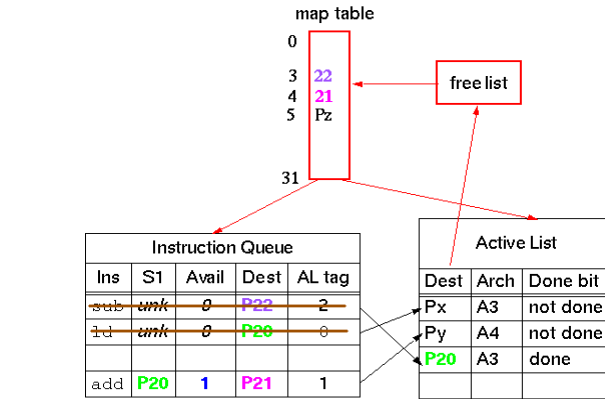 map table
0
3 22
4 21
5 Pz
31
free list
Instruction Queue
Ins S1 Avail Dest AL tag
sub unk 0 P22 2
ld unk 0 P20 0
add P20 1 P21 1
Active List
Dest Arch Done bit
Px A3 not done
Py A4 not done
P20 A3 done